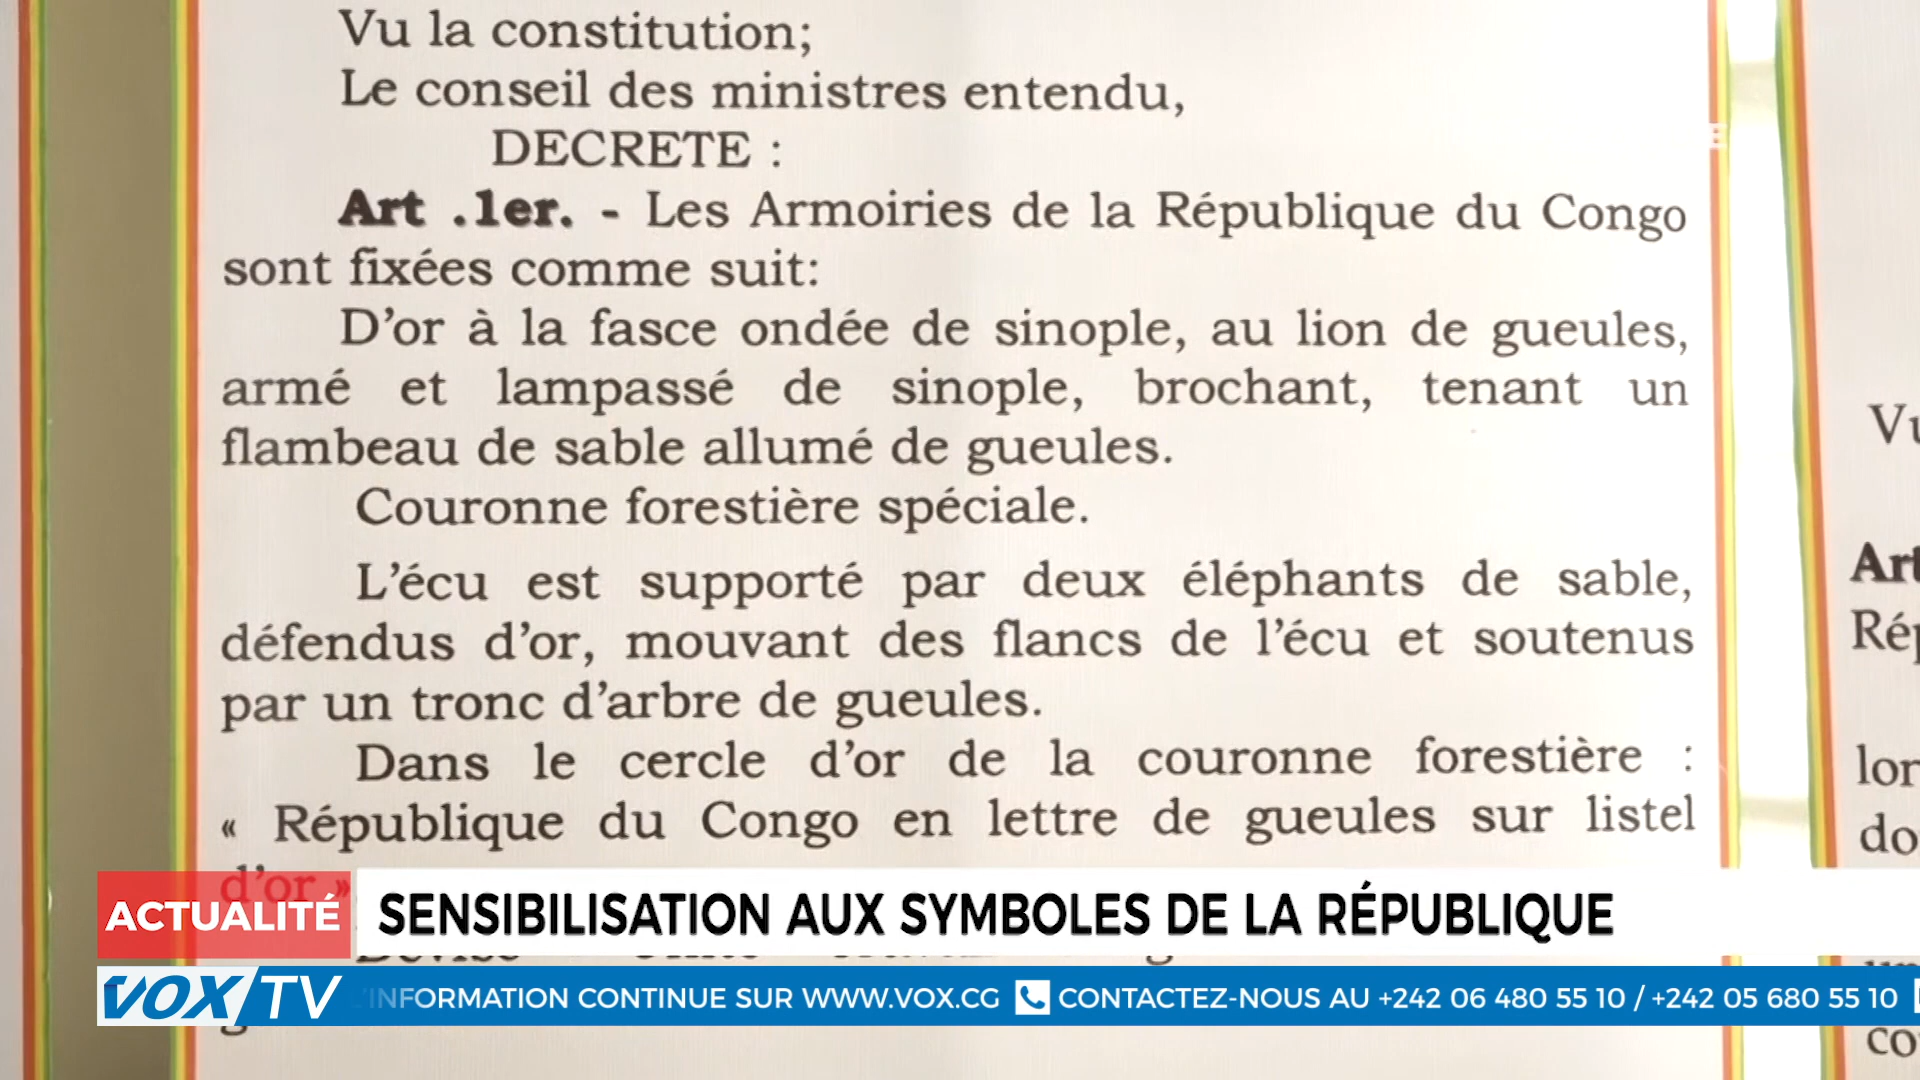 Vu la constitution;
Le conseil des ministres entendu,
DECRETE :
Art .1er. - Les Armoiries de la République du Congo
sont fixées comme suit:
D’or à la fasce ondée de sinople, au lion de gueules,
armé et lampassé de sinople, brochant, tenant un
flambeau de sable allumé de gueules.
Couronne forestière spéciale.
L’écu est supporté par deux éléphants de sable,
défendus d’or, mouvant des flancs de l’écu et soutenus
par un tronc d’arbre de gueules.
Dans le cercle d’or de la couronne forestière :
« République du Congo en lettre de gueules sur listel
d’or »
Art
ACTUALITÉ
SENSIBILISATION AUX SYMBOLES DE LA RÉPUBLIQUE
VOX TV
L'INFORMATION CONTINUE SUR WWW.VOX.CG CONTACTEZ-NOUS AU +242 06 480 55 10 / +242 05 680 55 10